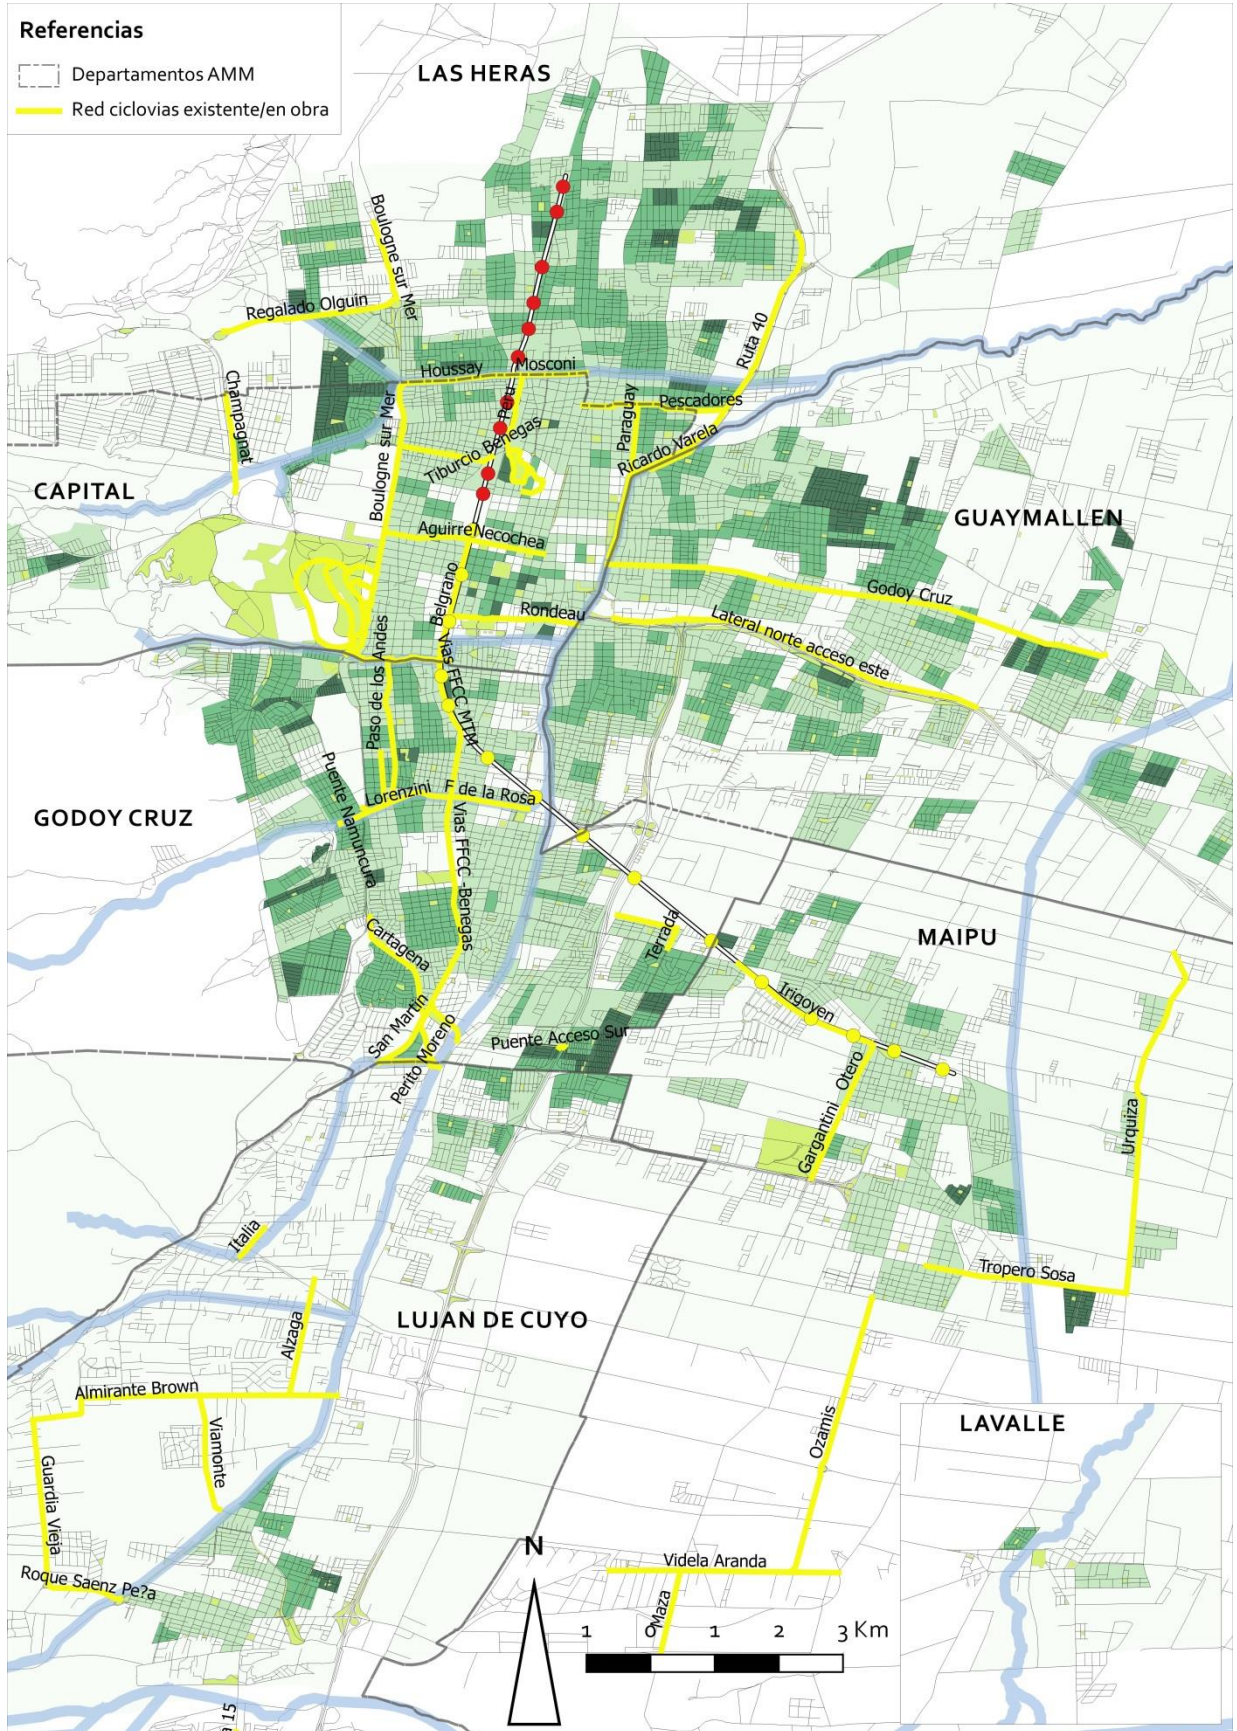 Referencias
Departamentos AMM
Red ciclovias existente/en obra
LAS HERAS
Boulogne sur Mer
Regalado Olguin
Ruta 40
Champagnat
Houssay
Mosconi
Peru
Paraguay
Pescadores
Boulogne sur Mer
Tiburcio Benegas
Ricardo Varela
CAPITAL
GUAYMALLEN
Aguirre
Necochea
Belgrano
Godoy Cruz
Rondeau
Lateral norte acceso este
Paso de los Andes
Vias FFCC MTM
Puente Namuncura
Lorenzini
F de la Rosa
GODOY CRUZ
Vias FFCC -Benegas
Cartagena
Terrada
MAIPU
Irigoyen
San Martin
Perito Moreno
Puente Acceso Sur
Otero
Gargantini
Urquiza
Italia
Tropero Sosa
Alzaga
LUJAN DE CUYO
Almirante Brown
Viamonte
Ozamis
LAVALLE
Guardia Vieja
Roque Saenz Pe?a
N
Videla Aranda
Maza
1 0 1 2 3 Km
a 15